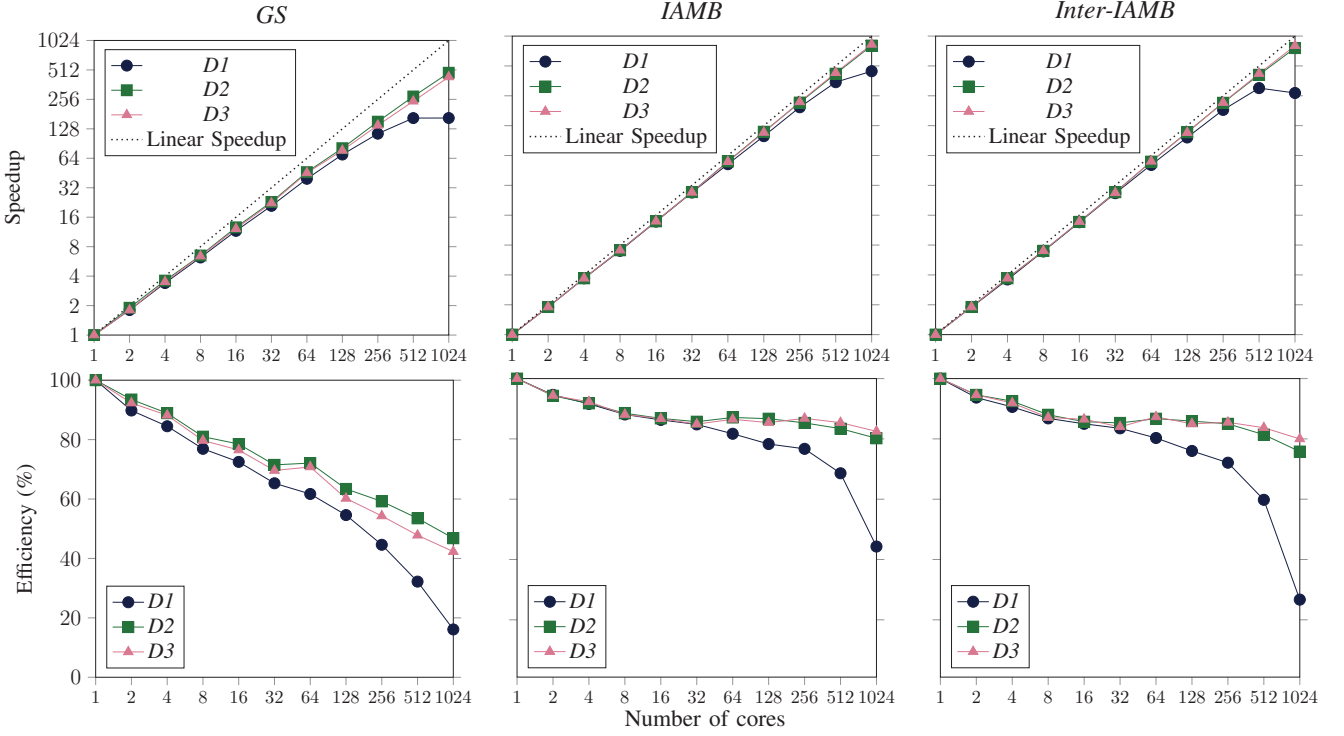 GS
IAMB
Inter-IAMB
Speedup
1024
512
256
128
64
32
16
8
4
2
1
D1
D2
D3
Linear Speedup
1 2 4 8 16 32 64 128 256 512 1024
D1
D2
D3
Linear Speedup
1 2 4 8 16 32 64 128 256 512 1024
D1
D2
D3
Linear Speedup
1 2 4 8 16 32 64 128 256 512 1024
Efficiency (%)
100
80
60
40
20
0
D1
D2
D3
1 2 4 8 16 32 64 128 256 512 1024
D1
D2
D3
1 2 4 8 16 32 64 128 256 512 1024
D1
D2
D3
1 2 4 8 16 32 64 128 256 512 1024
Number of cores